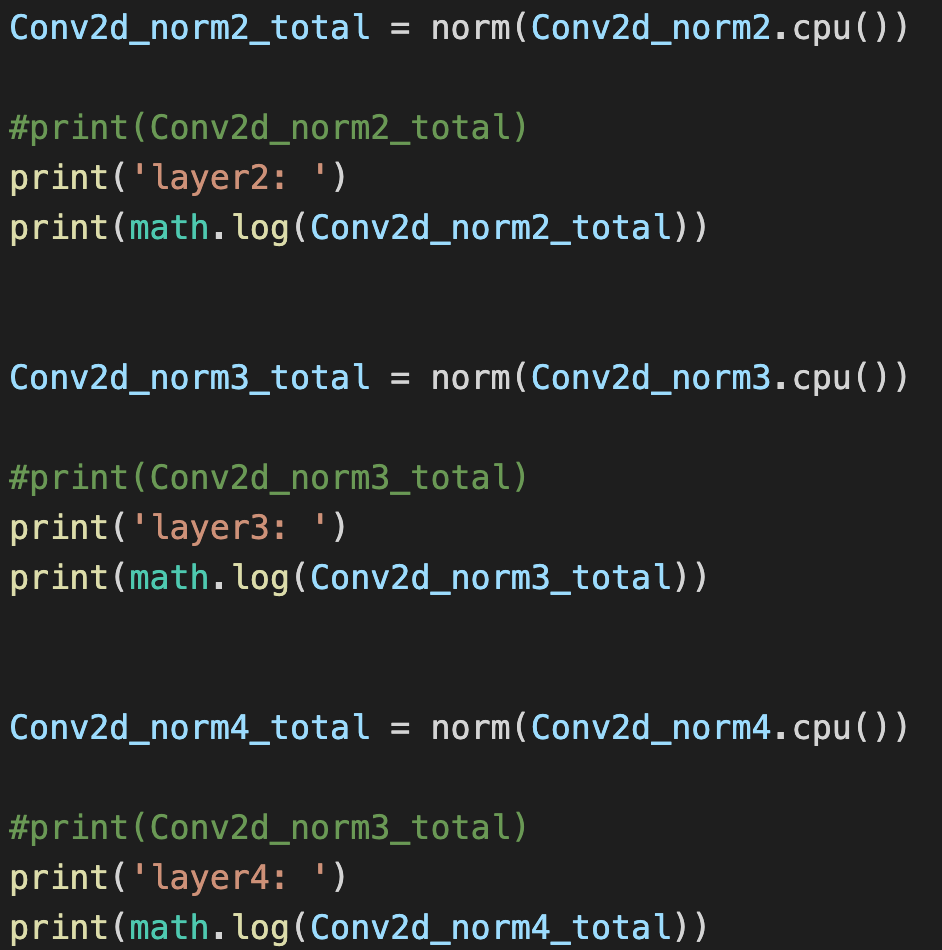 Conv2d_norm2_total = norm(Conv2d_norm2.cpu())
#print(Conv2d_norm2_total)
print('layer2: ')
print(math.log(Conv2d_norm2_total))
Conv2d_norm3_total = norm(Conv2d_norm3.cpu())
#print(Conv2d_norm3_total)
print('layer3: ')
print(math.log(Conv2d_norm3_total))
Conv2d_norm4_total = norm(Conv2d_norm4.cpu())
#print(Conv2d_norm3_total)
print('layer4: ')
print(math.log(Conv2d_norm4_total))